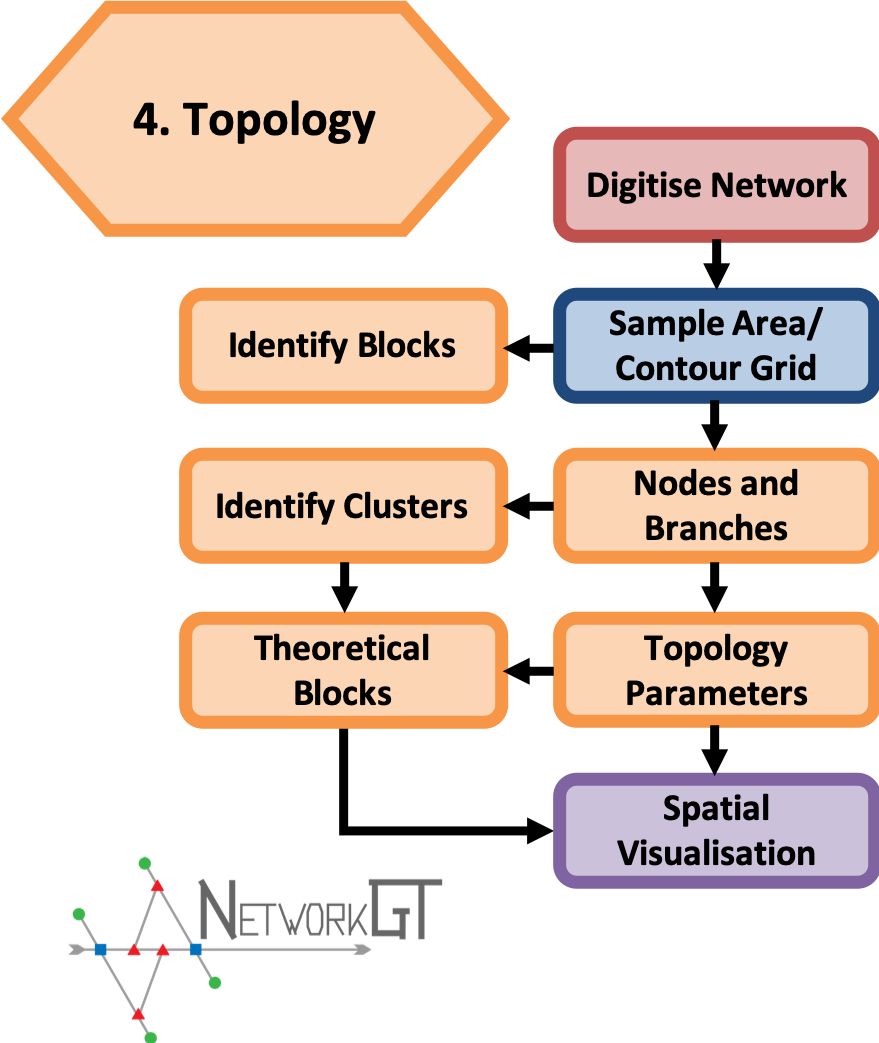 4. Topology
Digitise Network
Identify Blocks
Sample Area/
Contour Grid
Identify Clusters
Nodes and
Branches
Theoretical
Blocks
Topology
Parameters
Spatial
Visualisation
NETWORKGT